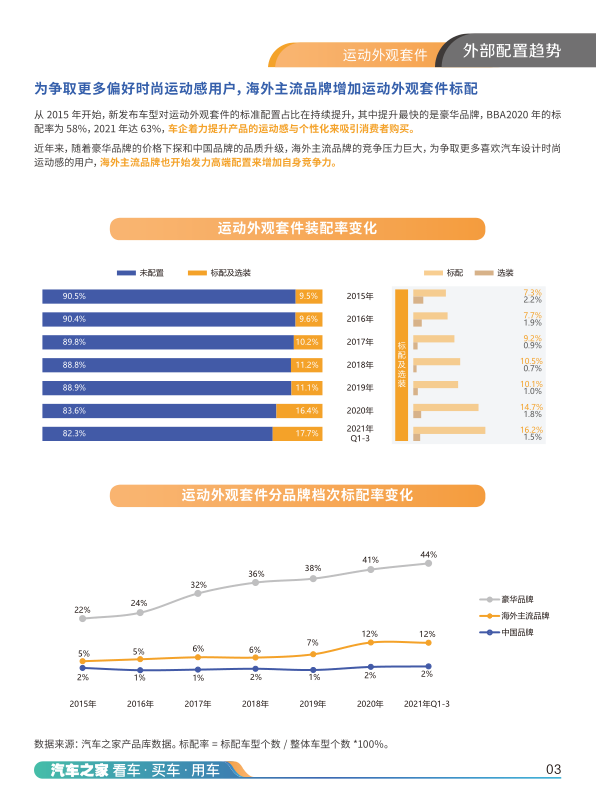 运动外观套件
外部配置趋势
为争取更多偏好时尚运动感用户，海外主流品牌增加运动外观套件标配
从 2015 年开始，新发布车型对运动外观套件的标准配置占比在持续提升，其中提升最快的是豪华品牌，BBA2020 年的标
配率为 58%，2021 年达 63%，车企着力提升产品的运动感与个性化来吸引消费者购买。
近年来，随着豪华品牌的价格下探和中国品牌的品质升级，海外主流品牌的竞争压力巨大，为争取更多喜欢汽车设计时尚
运动感的用户，海外主流品牌也开始发力高端配置来增加自身竞争力。
运动外观套件装配率变化
未配置 标配及选装
标配 选装
90.5% 9.5% 2015年 7.3%
2.2%
90.4% 9.6% 2016年 7.7%
1.9%
89.8% 10.2% 2017年 9.2%
0.9%
88.8% 11.2% 2018年 10.5%
0.7%
88.9% 11.1% 2019年 10.1%
1.0%
83.6% 16.4% 2020年 14.7%
1.8%
82.3% 17.7% 2021年
Q1-3
16.2%
1.5%
标配及选装
运动外观套件分品牌档次标配率变化
22% 24% 32% 36% 38% 41% 44%
豪华品牌
5% 5% 6% 6% 7% 12% 12%
海外主流品牌
2% 1% 1% 2% 1% 2% 2%
中国品牌
2015年 2016年 2017年 2018年 2019年 2020年 2021年Q1-3
数据来源：汽车之家产品库数据。标配率 = 标配车型个数 / 整体车型个数 *100%。
汽车之家 看车·买车·用车
03